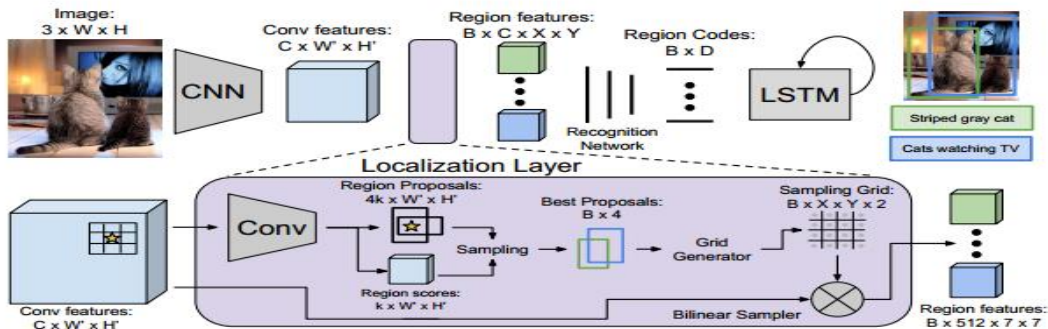 Image:
3 x W x H
Conv features:
C x W' x H'
Region features:
B x C x X x Y
Region Codes:
B x D
CNN
LSTM
Recognition
Network
Striped gray cat
Cats watching TV
Localization Layer
Region Proposals:
4k x W' x H'
Conv
Sampling
Region scores:
k x W' x H'
Best Proposals:
B x 4
Grid
Generator
Sampling Grid:
B x X x Y x 2
Bilinear Sampler
Conv features:
C x W' x H'
Region features:
B x 512 x 7 x 7